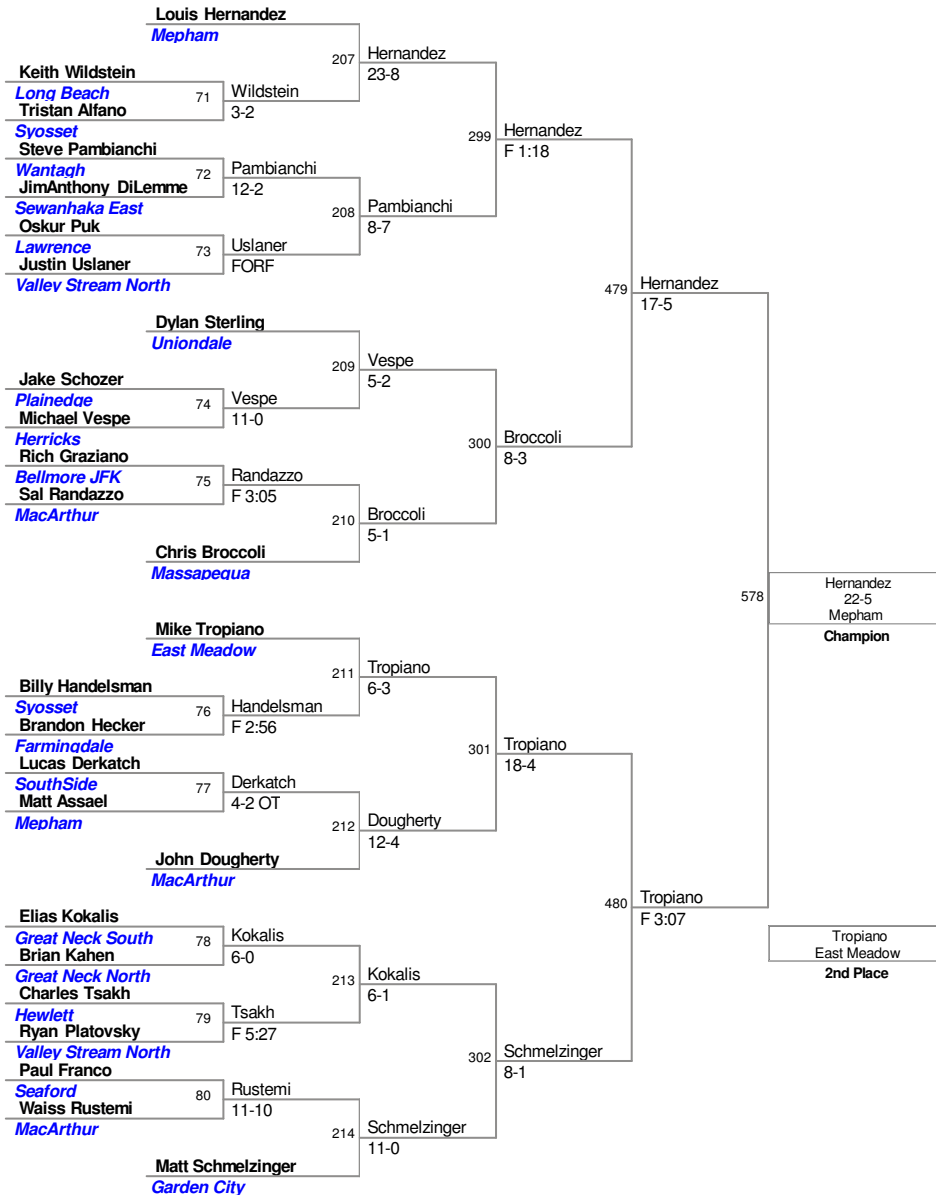 Louis Hernandez
Mepham
207 Hernandez
23-8
Keith Wildstein
Long Beach
71 Wildstein
3-2
Tristan Alfano
Syosset
299 Hernandez
F 1:18
Steve Pambianchi
Wantagh
72 Pambianchi
12-2
JimAnthony DiLemme
Sewanhaka East
208 Pambianchi
8-7
Oskur Puk
Lawrence
73 Uslaner
FORF
Justin Uslaner
Valley Stream North
479 Hernandez
17-5
Dylan Sterling
Uniondale
209 Vespe
5-2
Jake Schozer
Plainedge
74 Vespe
11-0
Michael Vespe
Herricks
300 Broccoli
8-3
Rich Graziano
Bellmore JFK
75 Randazzo
F 3:05
Sal Randazzo
MacArthur
210 Broccoli
5-1
Chris Broccoli
Massapequa
578 Hernandez
22-5
Mepham
Champion
Mike Tropiano
East Meadow
211 Tropiano
6-3
Billy Handelsman
Syosset
76 Handelsman
F 2:56
Brandon Hecker
Farmingdale
301 Tropiano
18-4
Lucas Derkatch
SouthSide
77 Derkatch
4-2 OT
Matt Assael
Mepham
212 Dougherty
12-4
John Dougherty
MacArthur
480 Tropiano
F 3:07
Tropiano
East Meadow
2nd Place
Elias Kokalis
Great Neck South
78 Kokalis
6-0
Brian Kahen
Great Neck North
213 Kokalis
6-1
Charles Tsakh
Hewlett
79 Tsakh
F 5:27
Ryan Platovsky
Valley Stream North
302 Schmelzinger
8-1
Paul Franco
Seaford
80 Rustemi
11-10
Waiss Rustemi
MacArthur
214 Schmelzinger
11-0
Matt Schmelzinger
Garden City